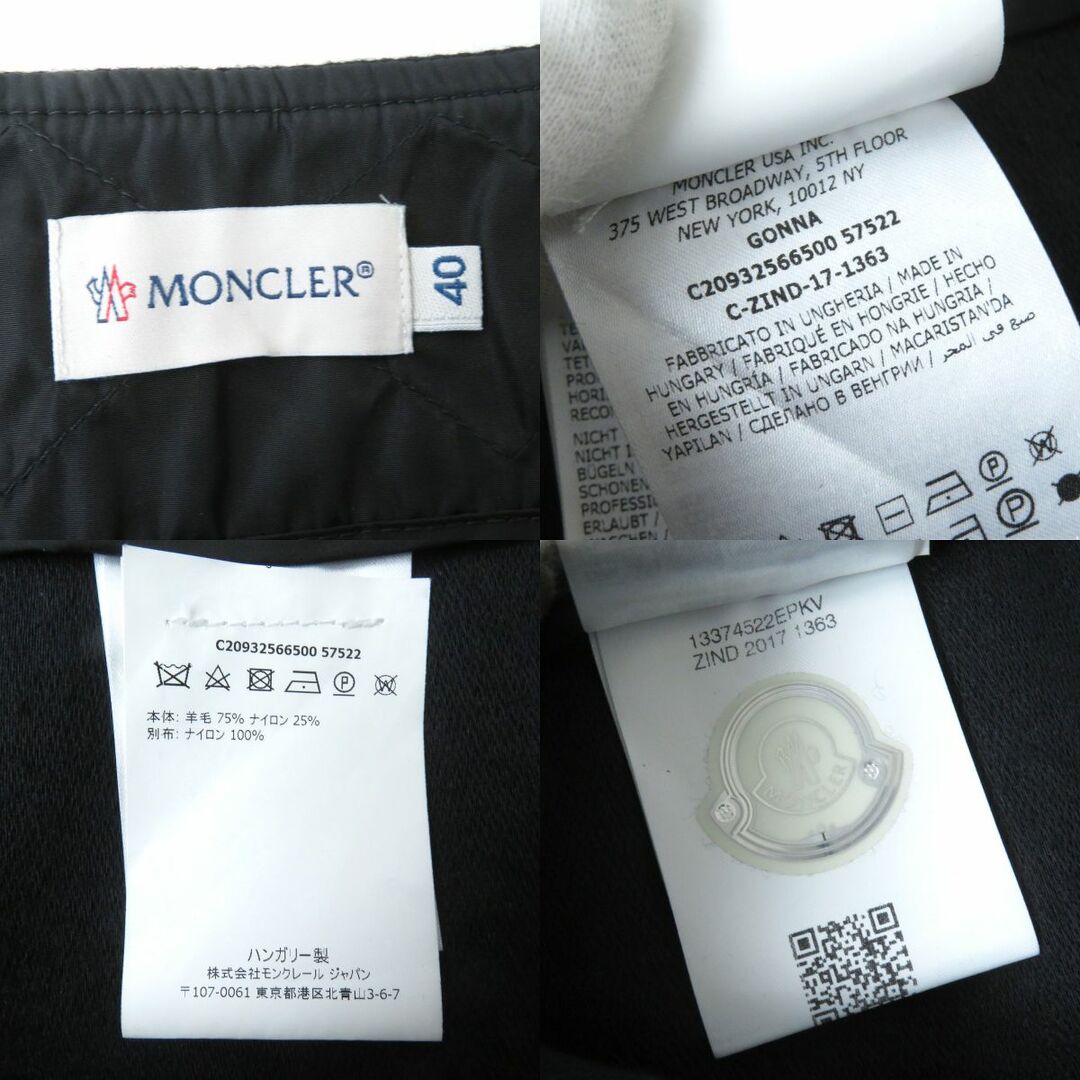 MONCLER®
40
MONCLER USA INC.
375 WEST BROADWAY, 5TH FLOOR
NEW YORK, 10012 NY
GONNA
C20932566500 57522
C-ZIND-17-1363
FABBRICATO IN UNGHERIA / MADE IN
HUNGARY / FABRIQUÉ EN HONGRIE / HECHO
EN HUNGRIA / FABRICADO NA HUNGRIA /
HERGESTELLT IN UNGARN / MACARISTAN'DA
YAPILAN / СДЕЛАНО В ВЕНГРИИ / صنع في المجر
HORI
RECO
NICHT
NICHT
BÜGELN
SCHONEN
PROFESSI
ERLAUBT /
C20932566500 57522
本体: 羊毛 75% ナイロン 25%
別布: ナイロン 100%
ハンガリー製
株式会社モンクレール ジャパン
〒107-0061 東京都港区北青山3-6-7
13374522EPKV
ZIND 2017 1363
MONCLER